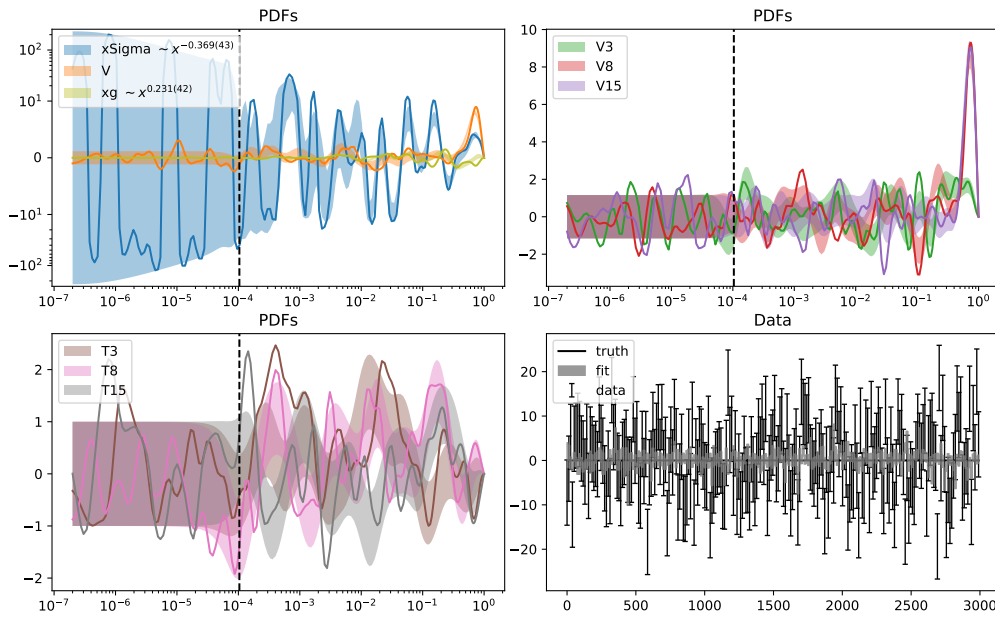 PDFs
xSigma ~ x^{-0.369(43)}
V
xg ~ x^{0.231(42)}
10^2
10^1
0
−10^1
−10^2
10^{-7} 10^{-6} 10^{-5} 10^{-4} 10^{-3} 10^{-2} 10^{-1} 10^0
PDFs
V3
V8
V15
10
8
6
4
2
0
−2
10^{-7} 10^{-6} 10^{-5} 10^{-4} 10^{-3} 10^{-2} 10^{-1} 10^0
PDFs
T3
T8
T15
2
1
0
−1
−2
10^{-7} 10^{-6} 10^{-5} 10^{-4} 10^{-3} 10^{-2} 10^{-1} 10^0
Data
truth
fit
data
20
10
0
−10
−20
0 500 1000 1500 2000 2500 3000